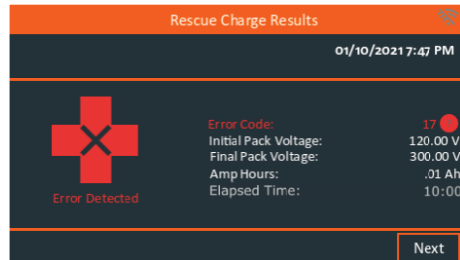 Rescue Charge Results
01/10/2021 7:47 PM
Error Code: 17
Initial Pack Voltage: 120.00 V
Final Pack Voltage: 300.00 V
Amp Hours: .01 Ah
Elapsed Time: 10:00
Error Detected
Next